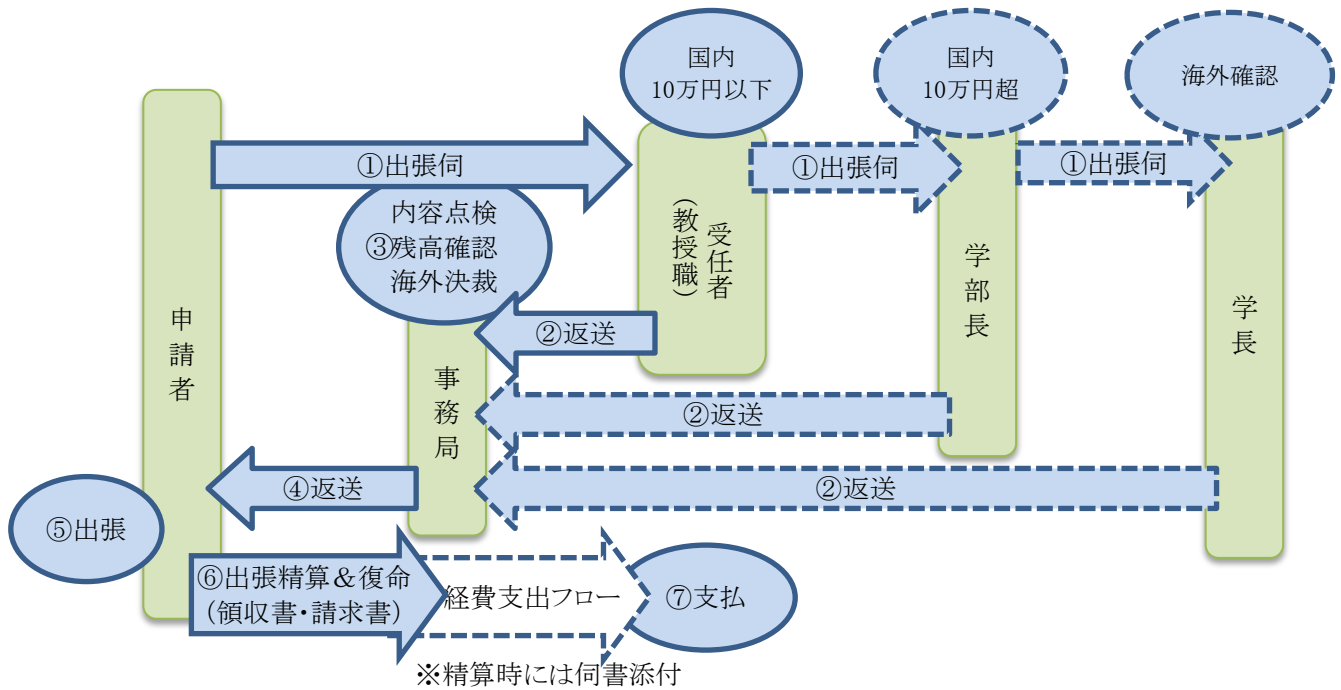 国内
10万円以下
国内
10万円超
海外確認
①出張伺
①出張伺
①出張伺
内容点検
③残高確認
海外決裁
受任者
(教授職)
学部長
学長
申請者
事務局
②返送
②返送
②返送
④返送
⑤出張
⑥出張精算＆復命
(領収書・請求書)
経費支出フロー
⑦支払
※精算時には伺書添付